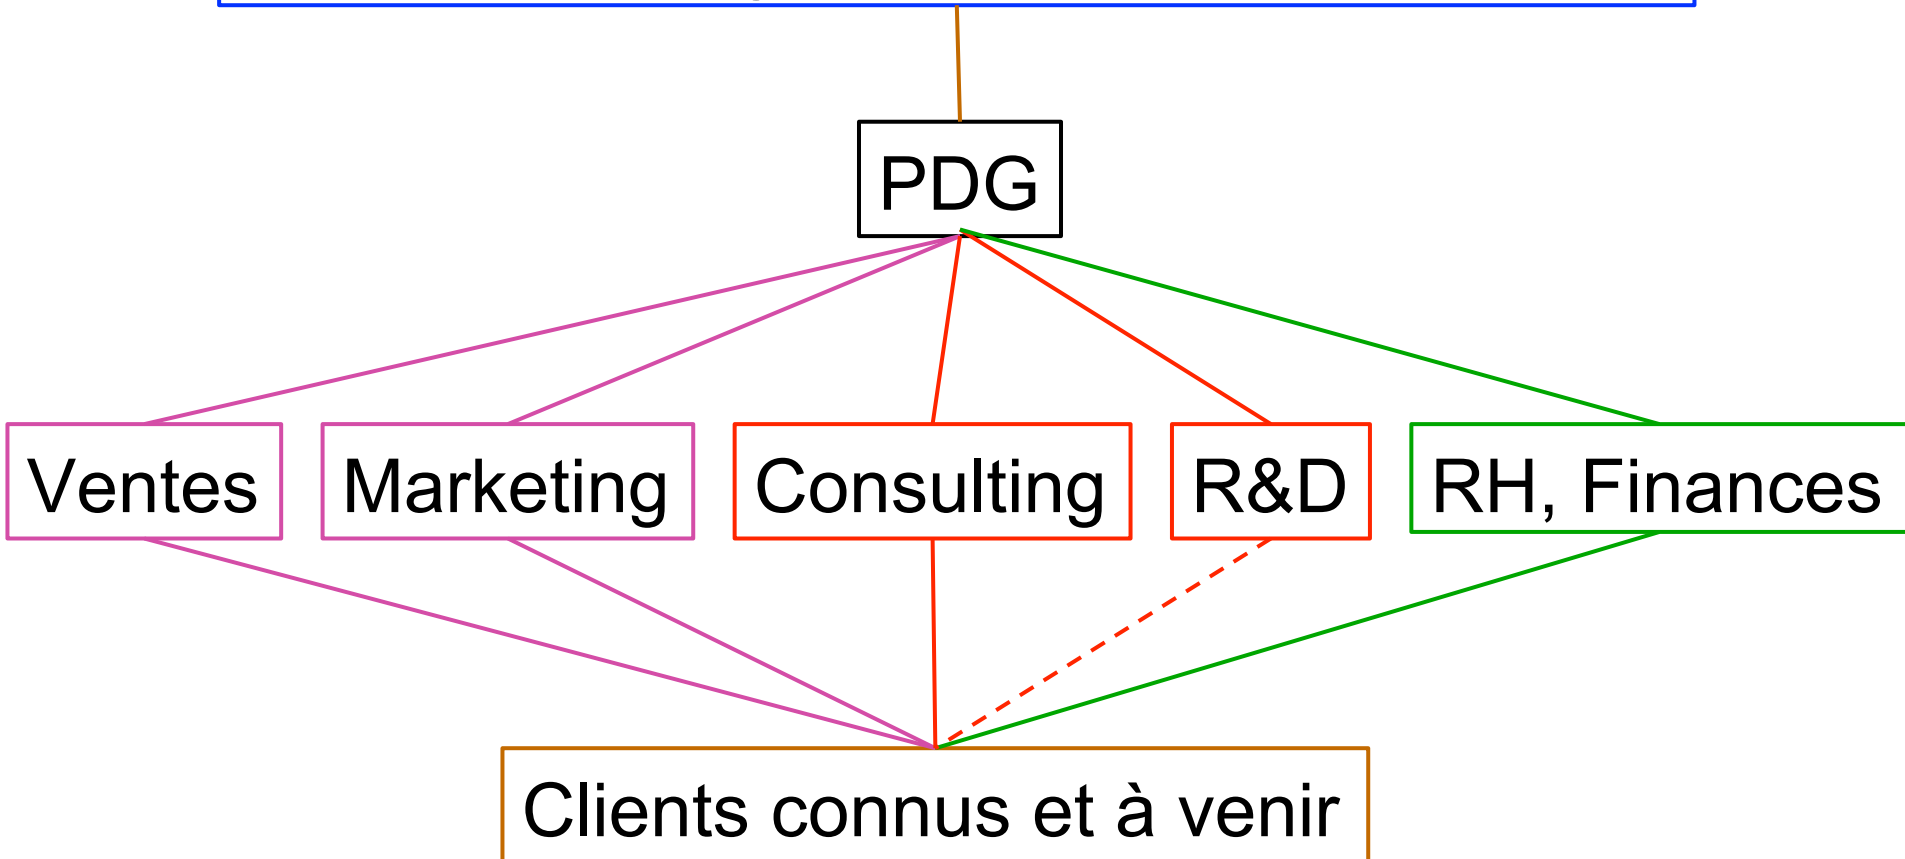 PDG
Ventes
Marketing
Consulting
R&D
RH, Finances
Clients connus et à venir